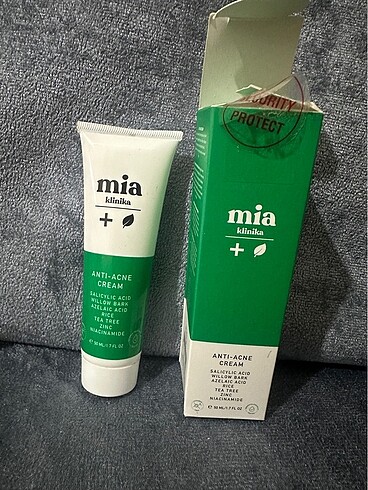 mia
klinika
ANTI-ACNE
CREAM
SALICYLIC ACID
WILLOW BARK
AZELAIC ACID
RICE
TEA TREE
ZINC
NIACINAMIDE
℮ 50 ML/1.7 FL OZ
SECURITY
PROTECT
mia
klinika
ANTI-ACNE
CREAM
SALICYLIC ACID
WILLOW BARK
AZELAIC ACID
RICE
TEA TREE
ZINC
NIACINAMIDE
℮ 50 ML/1.7 FL OZ